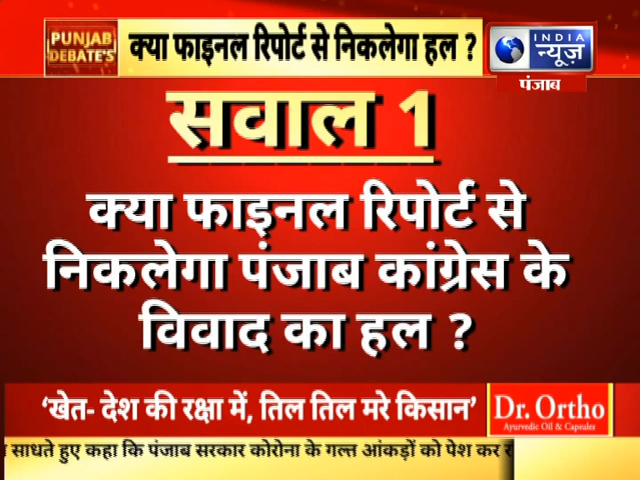 PUNJAB
DEBATE'S
क्या फाइनल रिपोर्ट से निकलेगा हल ?
INDIA
न्यूज़
पंजाब
सवाल 1
क्या फाइनल रिपोर्ट से
निकलेगा पंजाब कांग्रेस के
विवाद का हल ?
‘खेत- देश की रक्षा में, तिल तिल मरे किसान’
Dr. Ortho
Ayurvedic Oil & Capsules
साधते हुए कहा कि पंजाब सरकार कोरोना के गल्त आंकड़ों को पेश कर